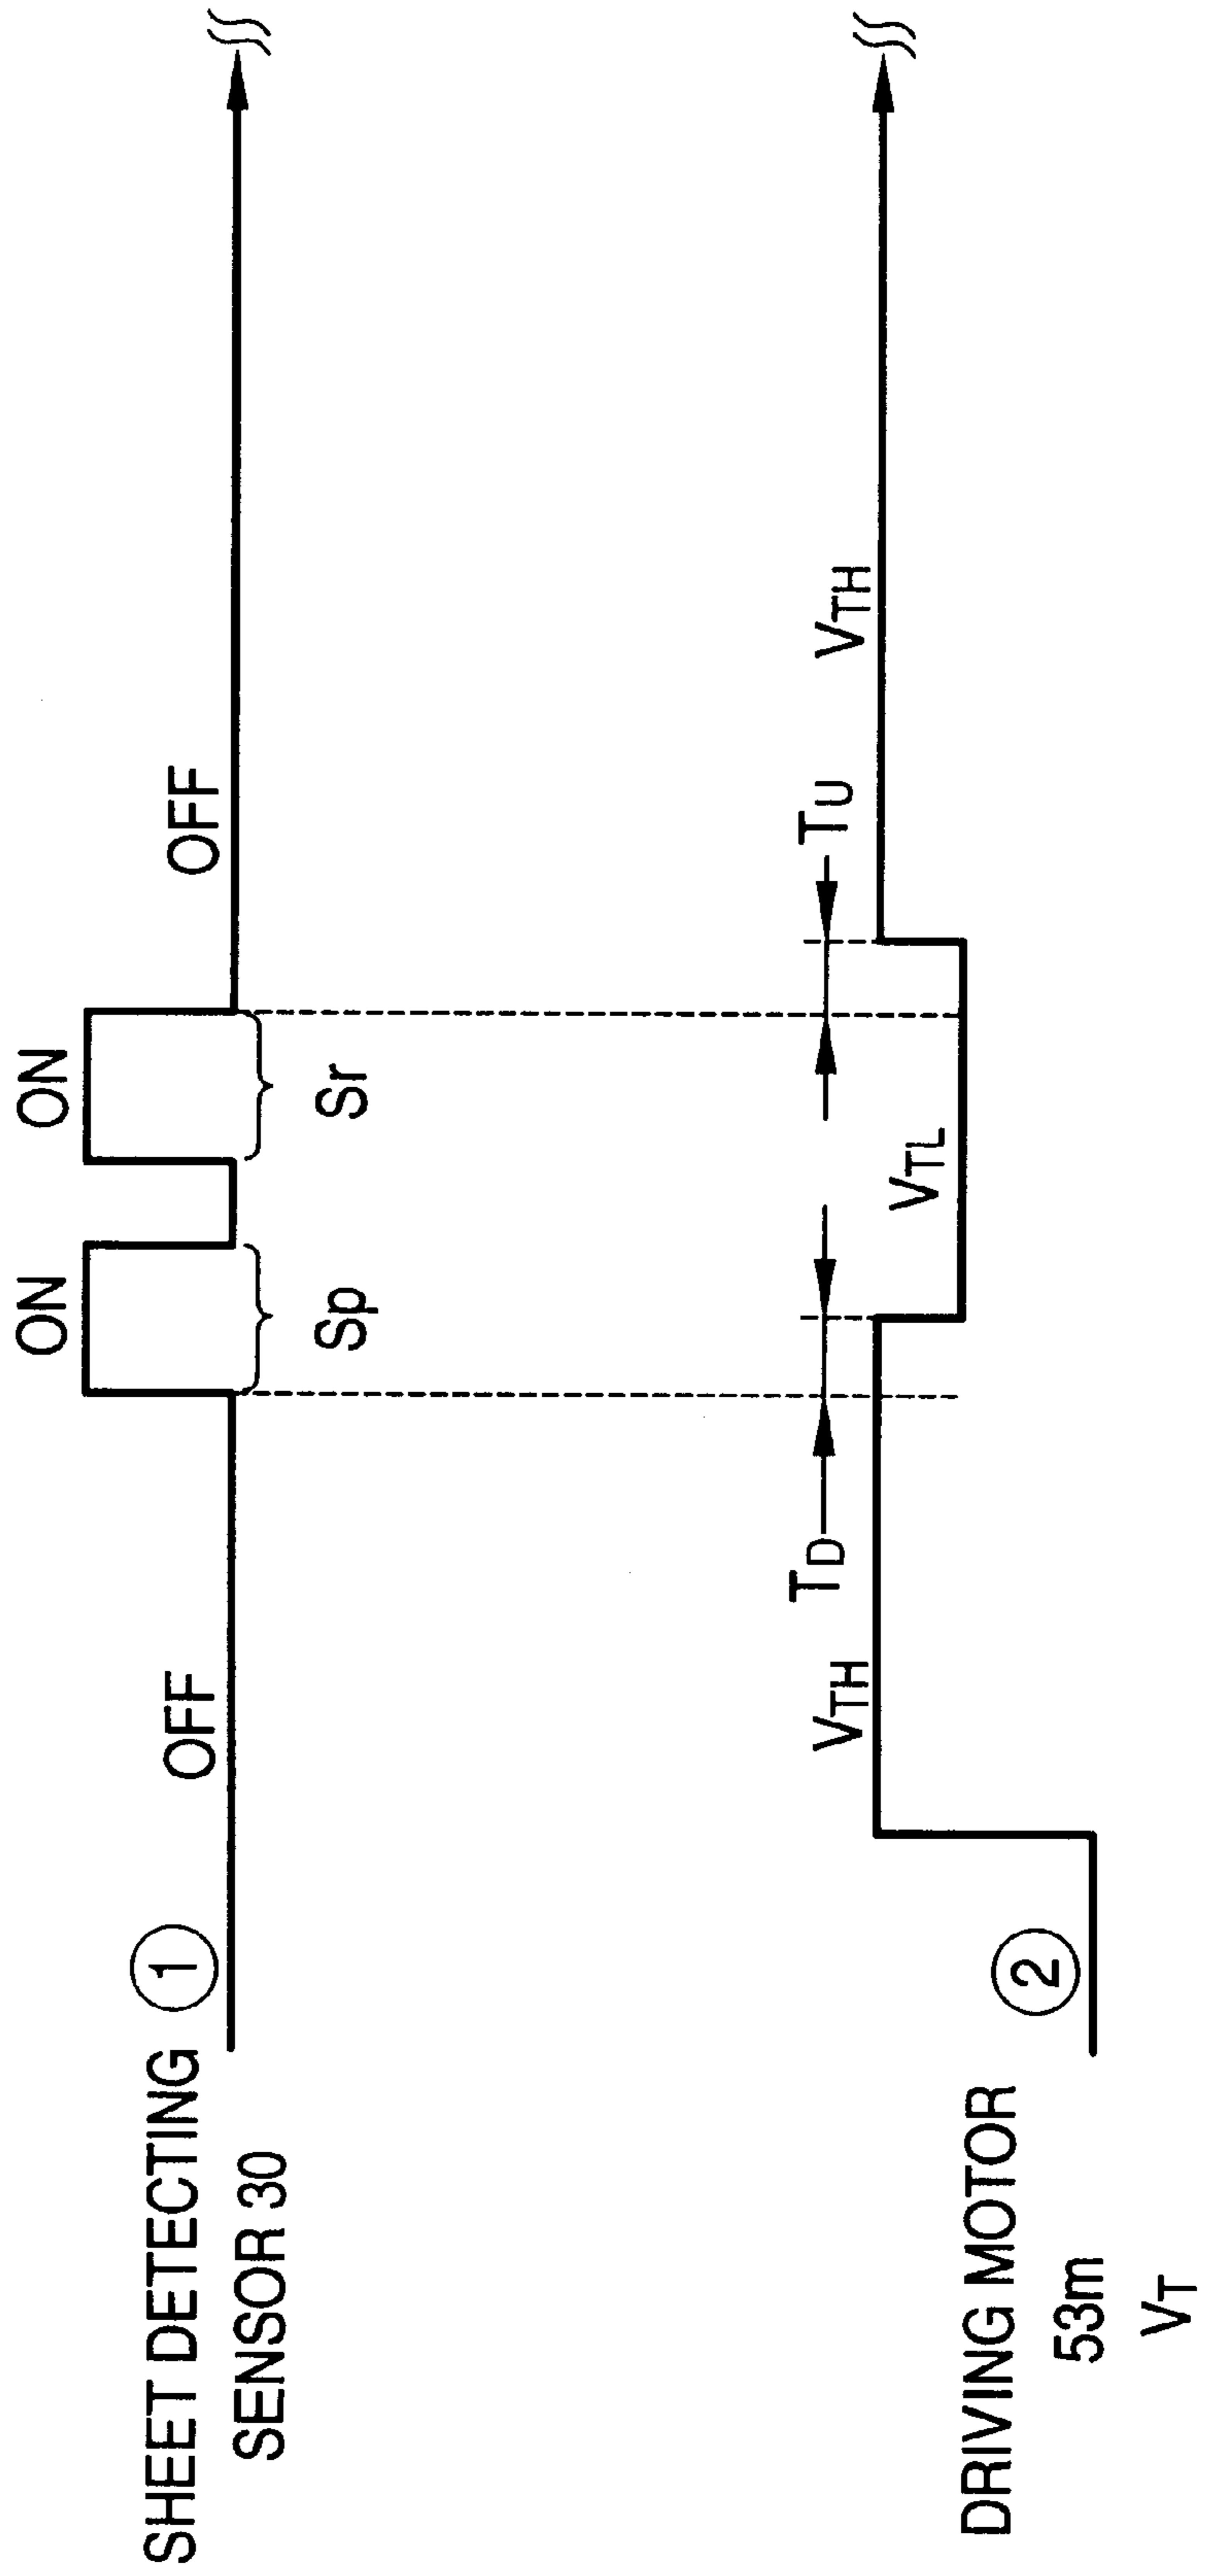 ON
ON
SHEET DETECTING
SENSOR 30
1
OFF
OFF
Sp
Sr
DRIVING MOTOR
53m
VT
2
VTH
TD
VTL
TU
VTH